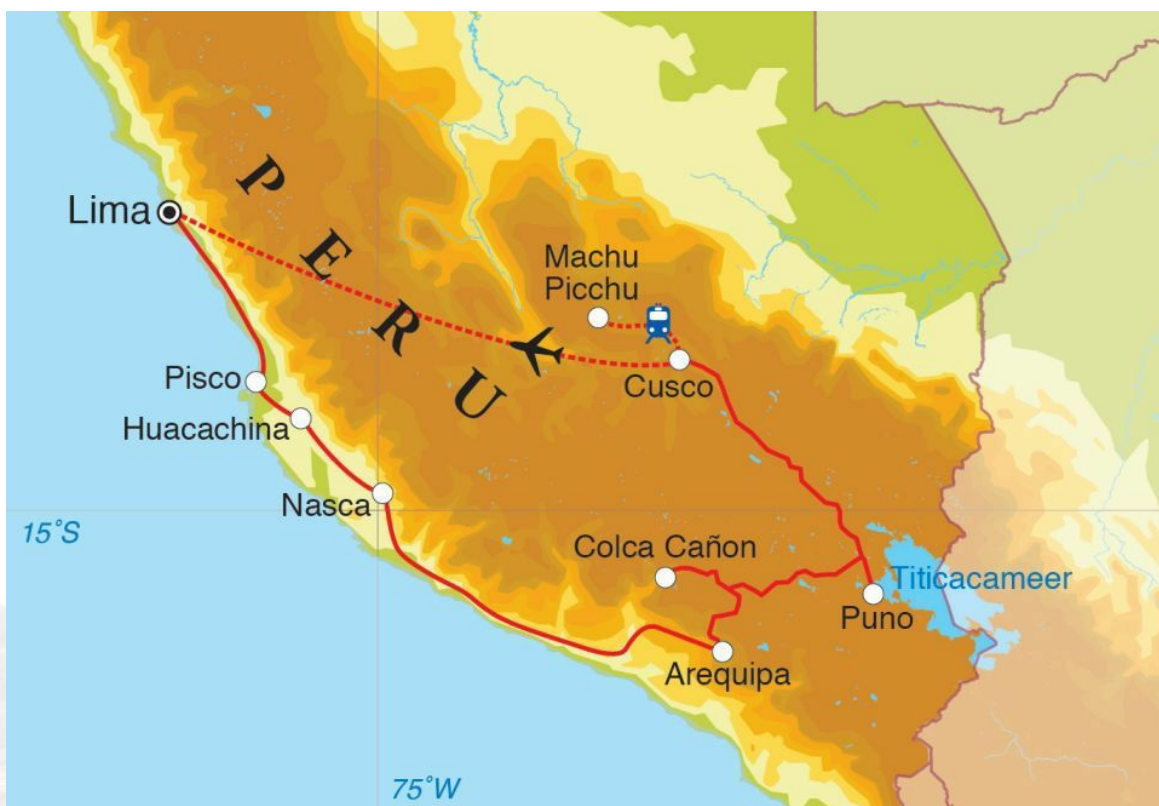 PERU
Lima
Machu
Picchu
Cusco
Pisco
Huacachina
Nasca
15°S
Colca Cañon
Titicacameer
Puno
Arequipa
75°W